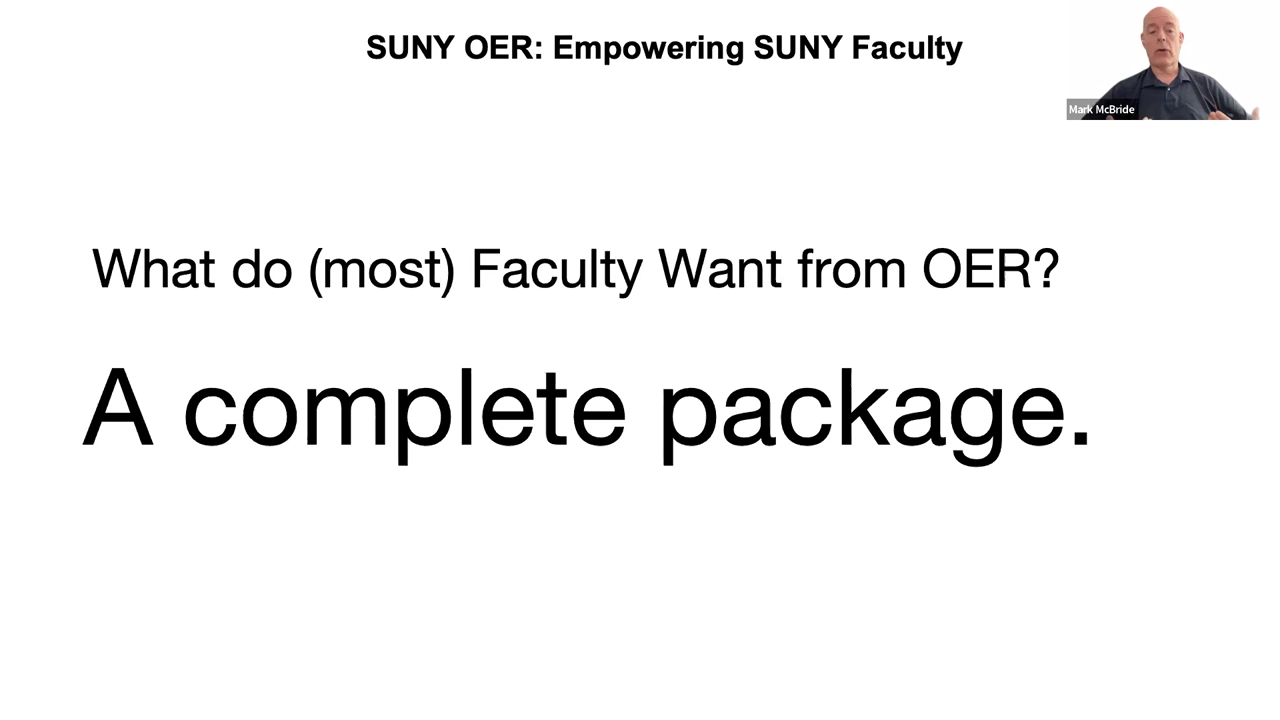 SUNY OER: Empowering SUNY Faculty
Mark McBride
What do (most) Faculty Want from OER?
A complete package.